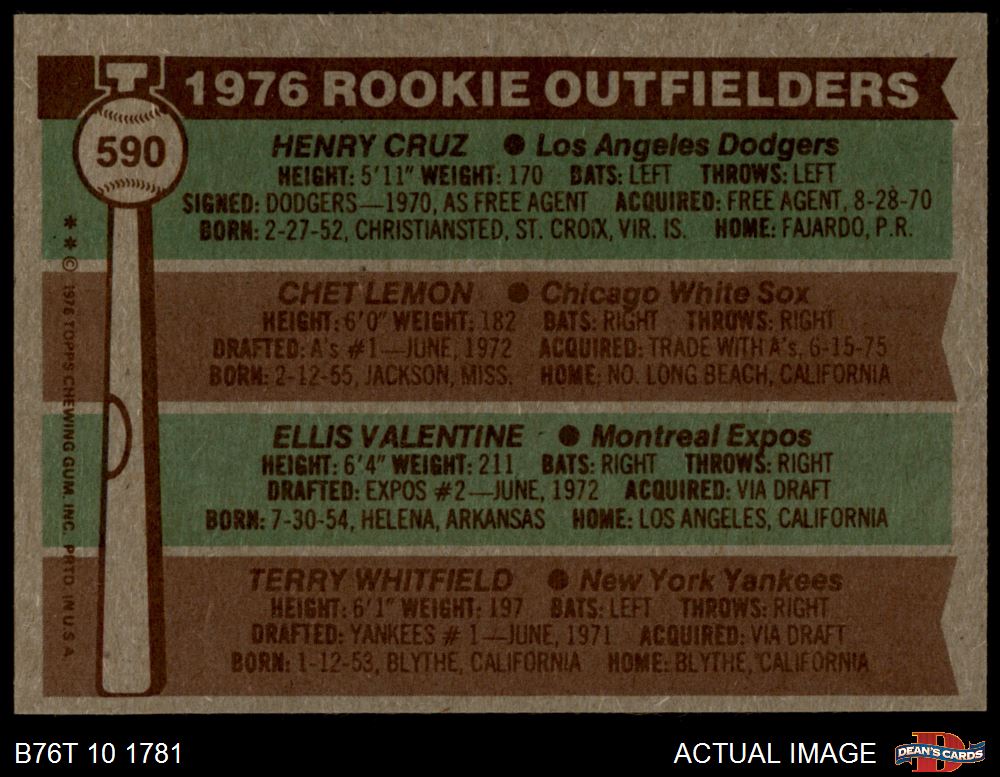 1976 ROOKIE OUTFIELDERS
590
HENRY CRUZ ● Los Angeles Dodgers
HEIGHT: 5'11" WEIGHT: 170 BATS: LEFT THROWS: LEFT
SIGNED: DODGERS—1970, AS FREE AGENT ACQUIRED: FREE AGENT, 8-28-70
BORN: 2-27-52, CHRISTIANSTED, ST. CROIX, VIR. IS. HOME: FAJARDO, P.R.
CHET LEMON ● Chicago White Sox
HEIGHT: 6'0" WEIGHT: 182 BATS: RIGHT THROWS: RIGHT
DRAFTED: A's #1—JUNE, 1972 ACQUIRED: TRADE WITH A's, 6-15-75
BORN: 2-12-55, JACKSON, MISS. HOME: NO. LONG BEACH, CALIFORNIA
ELLIS VALENTINE ● Montreal Expos
HEIGHT: 6'4" WEIGHT: 211 BATS: RIGHT THROWS: RIGHT
DRAFTED: EXPOS #2—JUNE, 1972 ACQUIRED: VIA DRAFT
BORN: 7-30-54, HELENA, ARKANSAS HOME: LOS ANGELES, CALIFORNIA
TERRY WHITFIELD ● New York Yankees
HEIGHT: 6'1" WEIGHT: 197 BATS: LEFT THROWS: RIGHT
DRAFTED: YANKEES # 1—JUNE, 1971 ACQUIRED: VIA DRAFT
BORN: 1-12-53, BLYTHE, CALIFORNIA HOME: BLYTHE, CALIFORNIA
***© 1976 TOPPS CHEWING GUM, INC. PRTD. IN U.S.A.
B76T 10 1781
ACTUAL IMAGE
D
DEAN'S CARDS